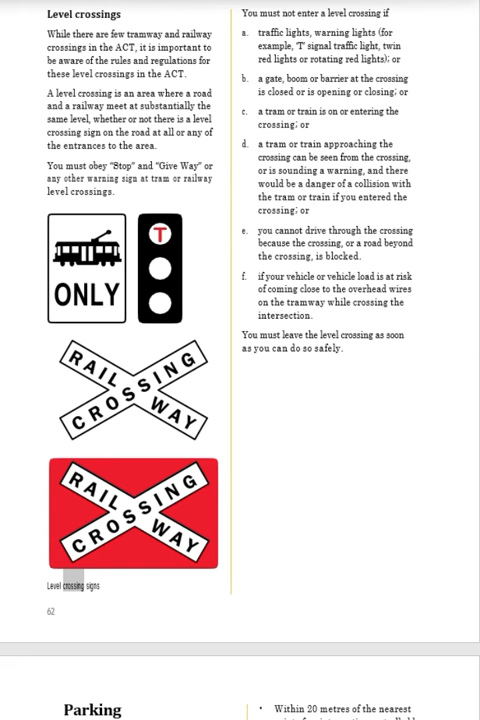 Level crossings
While there are few tramway and railway
crossings in the ACT, it is important to
be aware of the rules and regulations for
these level crossings in the ACT.
A level crossing is an area where a road
and a railway meet at substantially the
same level, whether or not there is a level
crossing sign on the road at all or any of
the entrances to the area.
You must obey "Stop" and "Give Way" or
any other warning sign at tram or railway
level crossings.
T
ONLY
RAILWAY
CROSSING
RAILWAY
CROSSING
Level crossing signs
62
You must not enter a level crossing if
a. traffic lights, warning lights (for
example, 'T' signal traffic light, twin
red lights or rotating red lights); or
b. a gate, boom or barrier at the crossing
is closed or is opening or closing; or
c. a tram or train is on or entering the
crossing; or
d. a tram or train approaching the
crossing can be seen from the crossing,
or is sounding a warning, and there
would be a danger of a collision with
the tram or train if you entered the
crossing; or
e. you cannot drive through the crossing
because the crossing, or a road beyond
the crossing, is blocked.
f. if your vehicle or vehicle load is at risk
of coming close to the overhead wires
on the tramway while crossing the
intersection.
You must leave the level crossing as soon
as you can do so safely.
Parking
• Within 20 metres of the nearest